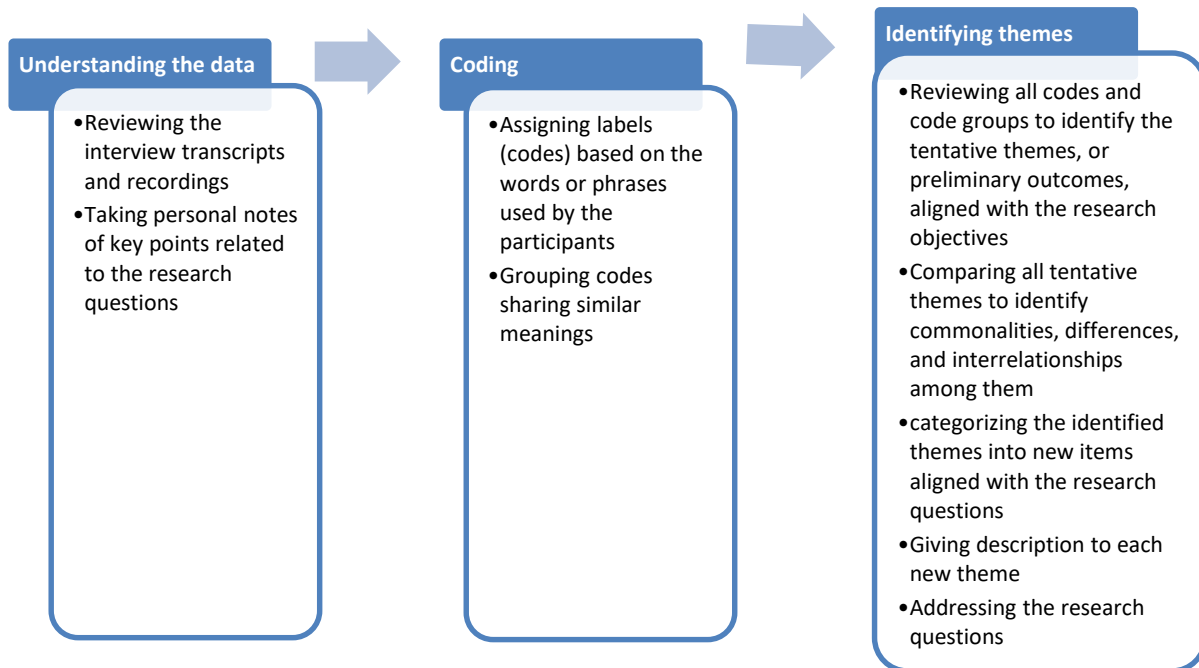 Understanding the data
•Reviewing the
interview transcripts
and recordings
•Taking personal notes
of key points related
to the research
questions
Coding
•Assigning labels
(codes) based on the
words or phrases
used by the
participants
•Grouping codes
sharing similar
meanings
Identifying themes
•Reviewing all codes and
code groups to identify the
tentative themes, or
preliminary outcomes,
aligned with the research
objectives
•Comparing all tentative
themes to identify
commonalities, differences,
and interrelationships
among them
•categorizing the identified
themes into new items
aligned with the research
questions
•Giving description to each
new theme
•Addressing the research
questions